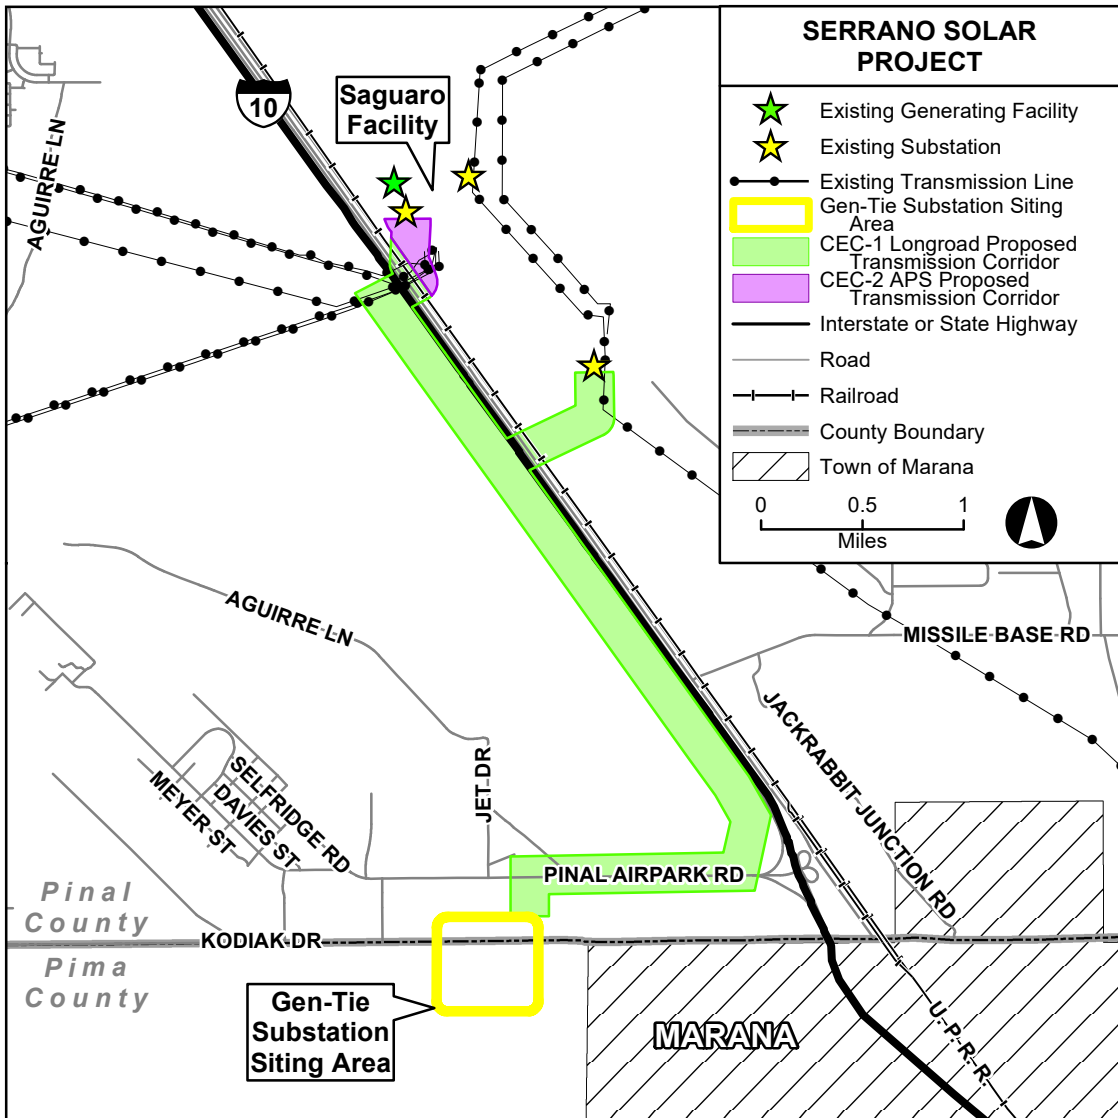 SERRANO SOLAR
PROJECT
Existing Generating Facility
Existing Substation
Existing Transmission Line
Gen-Tie Substation Siting
Area
CEC-1 Longroad Proposed
Transmission Corridor
CEC-2 APS Proposed
Transmission Corridor
Interstate or State Highway
Road
Railroad
County Boundary
Town of Marana
0 0.5 1
Miles
10
Saguaro
Facility
AGUIRRE LN
AGUIRRE LN
MISSILE BASE RD
JACKRABBIT JUNCTION RD
JET DR
SELFRIDGE RD
DAVIES ST
MEYER ST
PINAL AIRPARK RD
Pinal
County
KODIAK DR
Pima
County
Gen-Tie
Substation
Siting Area
MARANA
U. P. R. R.